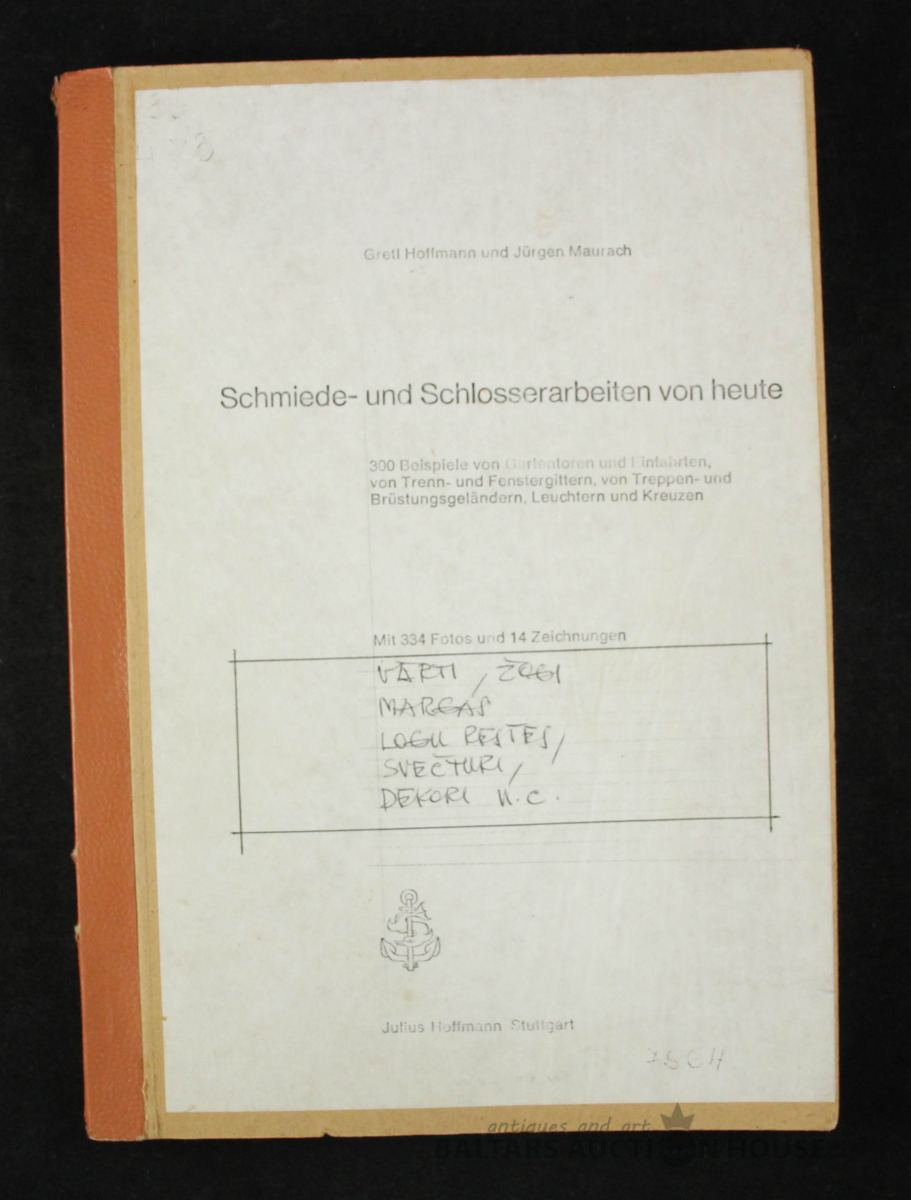 Gretl Hoffmann und Jürgen Maurach
Schmiede- und Schlosserarbeiten von heute
300 Beispiele von Gartentoren und Einfahrten,
von Trenn- und Fenstergittern, von Treppen- und
Brüstungsgeländern, Leuchtern und Kreuzen
Mit 334 Fotos und 14 Zeichnungen
VĀRTI, ŽOGI
MARGAS
LOGU RESTES,
SVEČTURI,
DEKORI U.C.
Julius Hoffmann Stuttgart
antiques and art
BALTARS AUCTION HOUSE